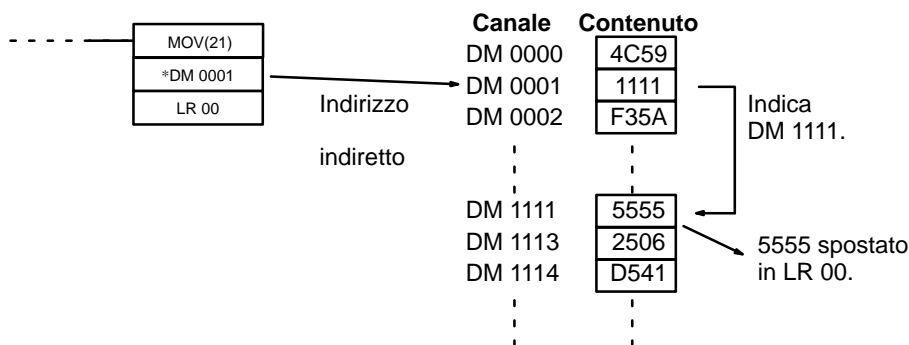 Canale Contenuto
MOV(21)
*DM 0001
LR 00
Indirizzo
indiretto
DM 0000 4C59
DM 0001 1111
DM 0002 F35A
Indica
DM 1111.
DM 1111 5555
DM 1113 2506
DM 1114 D541
5555 spostato
in LR 00.